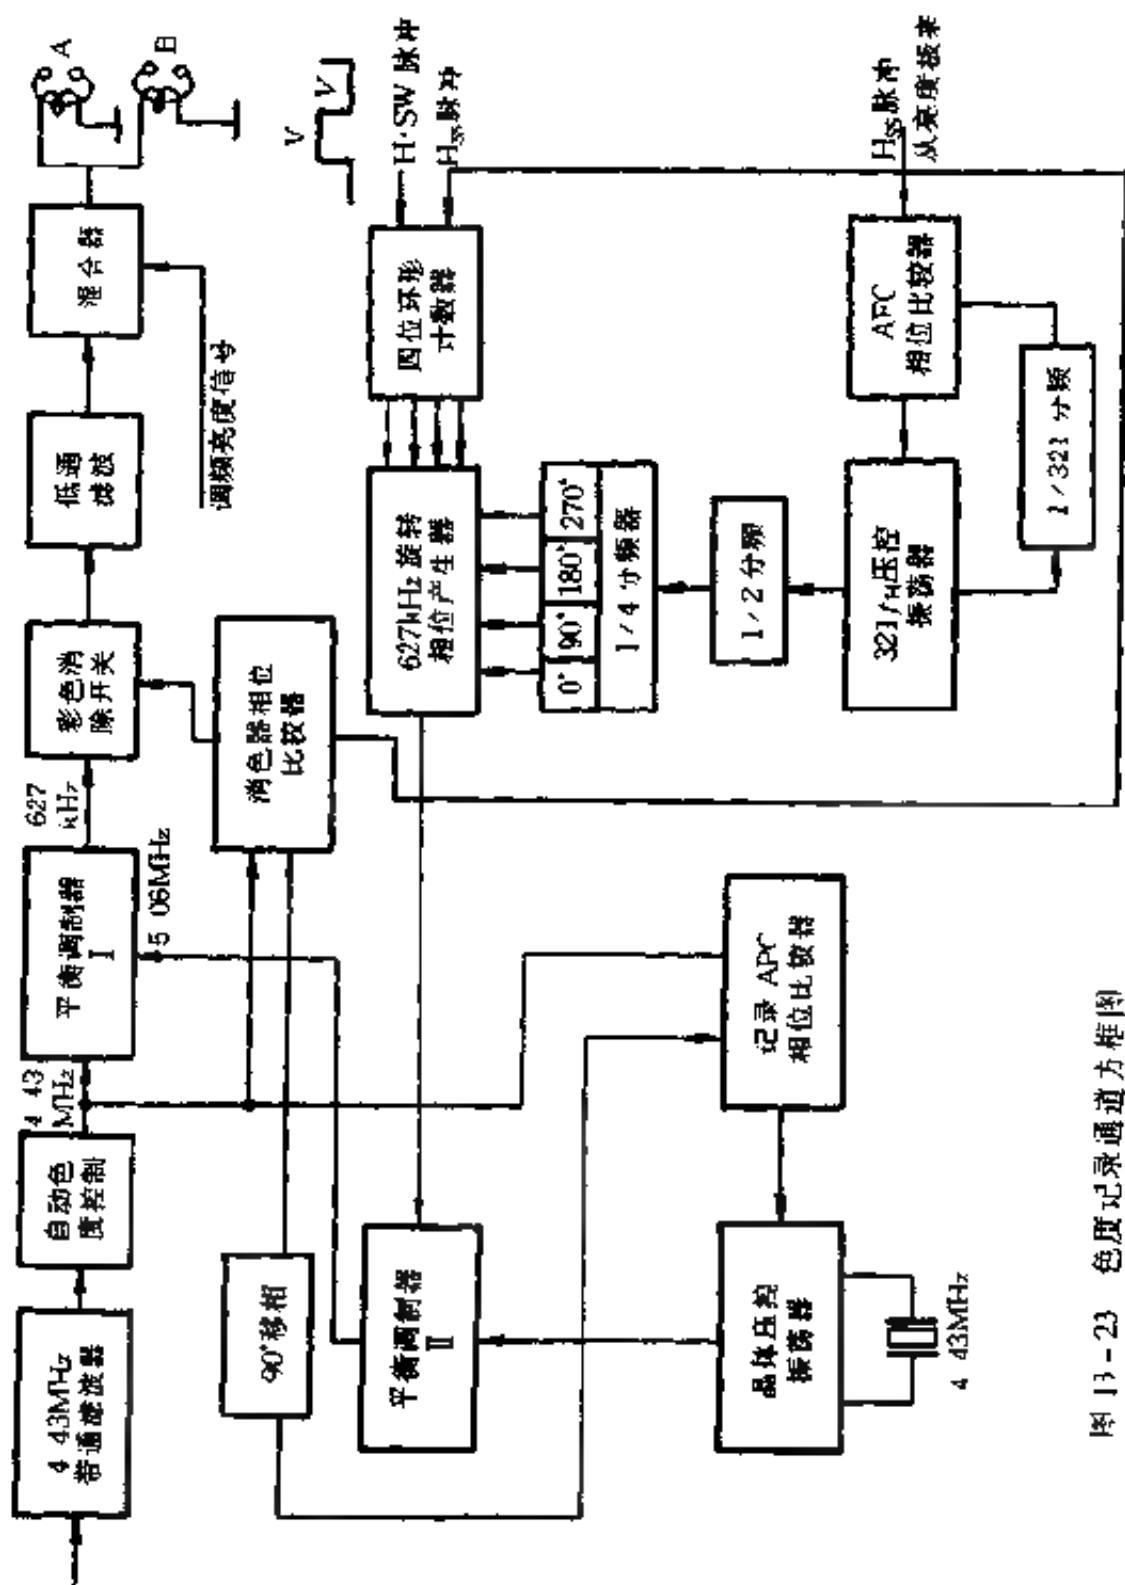 4 43MHz
带通滤波器
自动色
度控制
4 43
MHz
平衡调制器
I
627
kHz
彩色消
除开关
低通
滤波
混合器
A
B
调频亮度信号
5 06MHz
90°移相
消色器相位
比较器
V
V
H·SW 脉冲
H_SS 脉冲
平衡调制器
II
627kHz 旋转
相位产生器
四位环形
计数器
0°
90°
180°
270°
1/4 分频器
1/2 分频
晶体压控
振荡器
4 43MHz
记录 APC
相位比较器
321f_H压控
振荡器
AFC
相位比较器
H_SS 脉冲
从亮度板来
1/321 分频
图 13-23 色度记录通道方框图